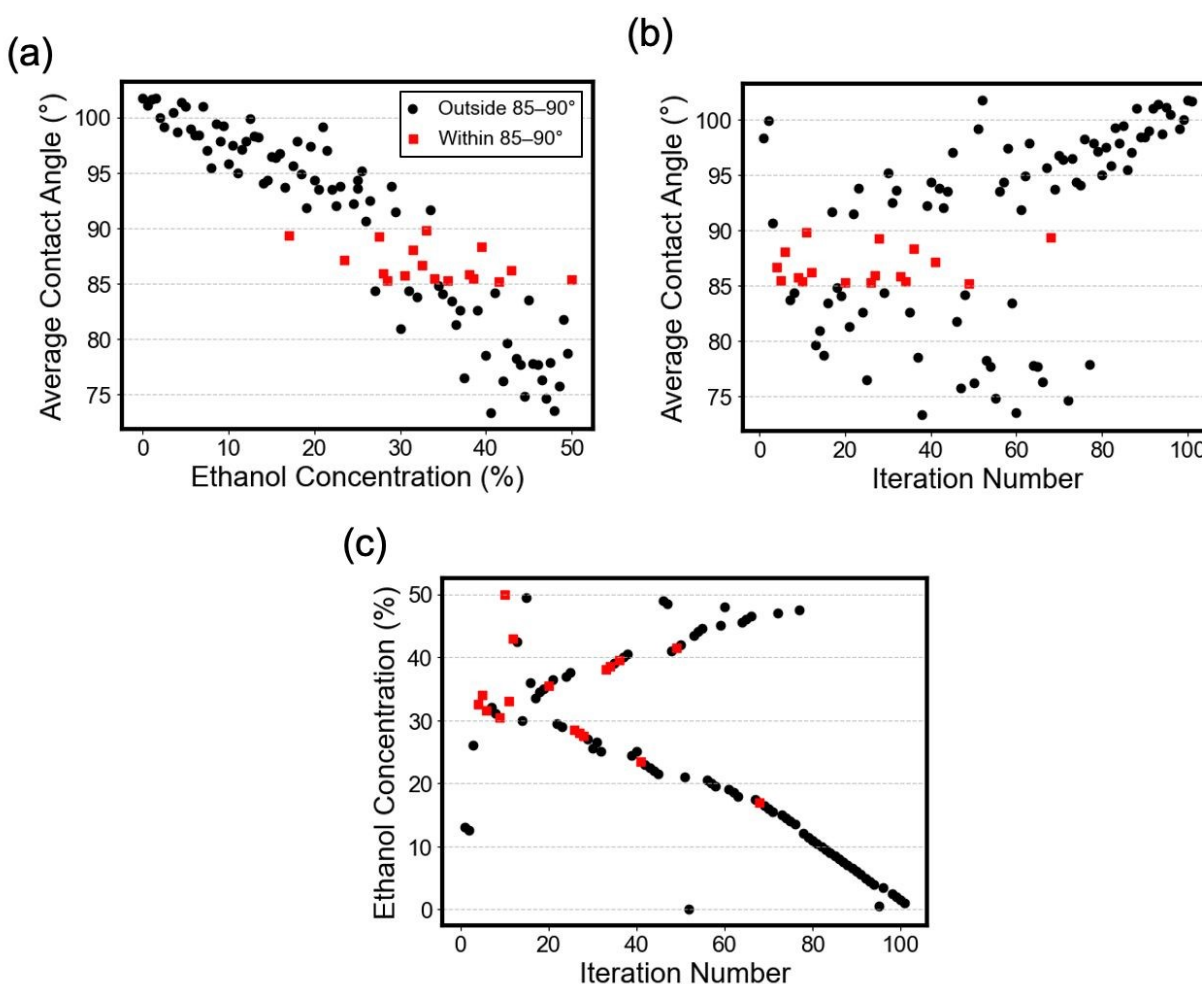 (a)
Average Contact Angle (°)
100
95
90
85
80
75
Outside 85–90°
Within 85–90°
0 10 20 30 40 50
Ethanol Concentration (%)
(b)
Average Contact Angle (°)
100
95
90
85
80
75
0 20 40 60 80 100
Iteration Number
(c)
Ethanol Concentration (%)
50
40
30
20
10
0
0 20 40 60 80 100
Iteration Number